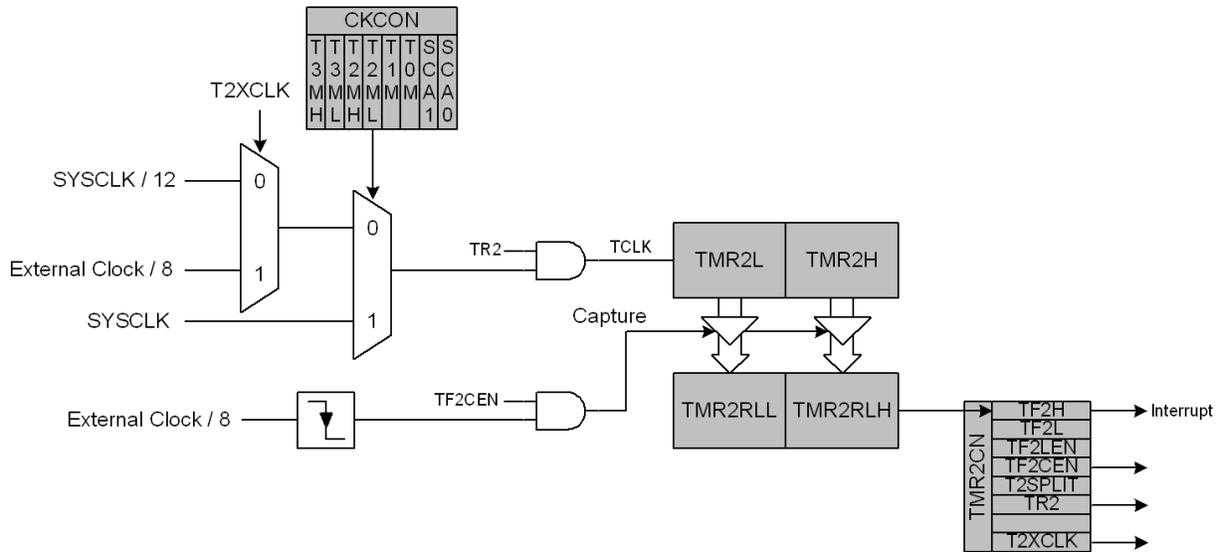 CKCON
T3MH T3ML T2MH T2ML T1M T0M SCA1 SCA0
T2XCLK
SYSCLK / 12
0
External Clock / 8
1
0
SYSCLK
1
TR2
TCLK
TMR2L TMR2H
Capture
External Clock / 8
TF2CEN
TMR2RLL TMR2RLH
TMR2CN
TF2H
Interrupt
TF2L
TF2LEN
TF2CEN
T2SPLIT
TR2
T2XCLK